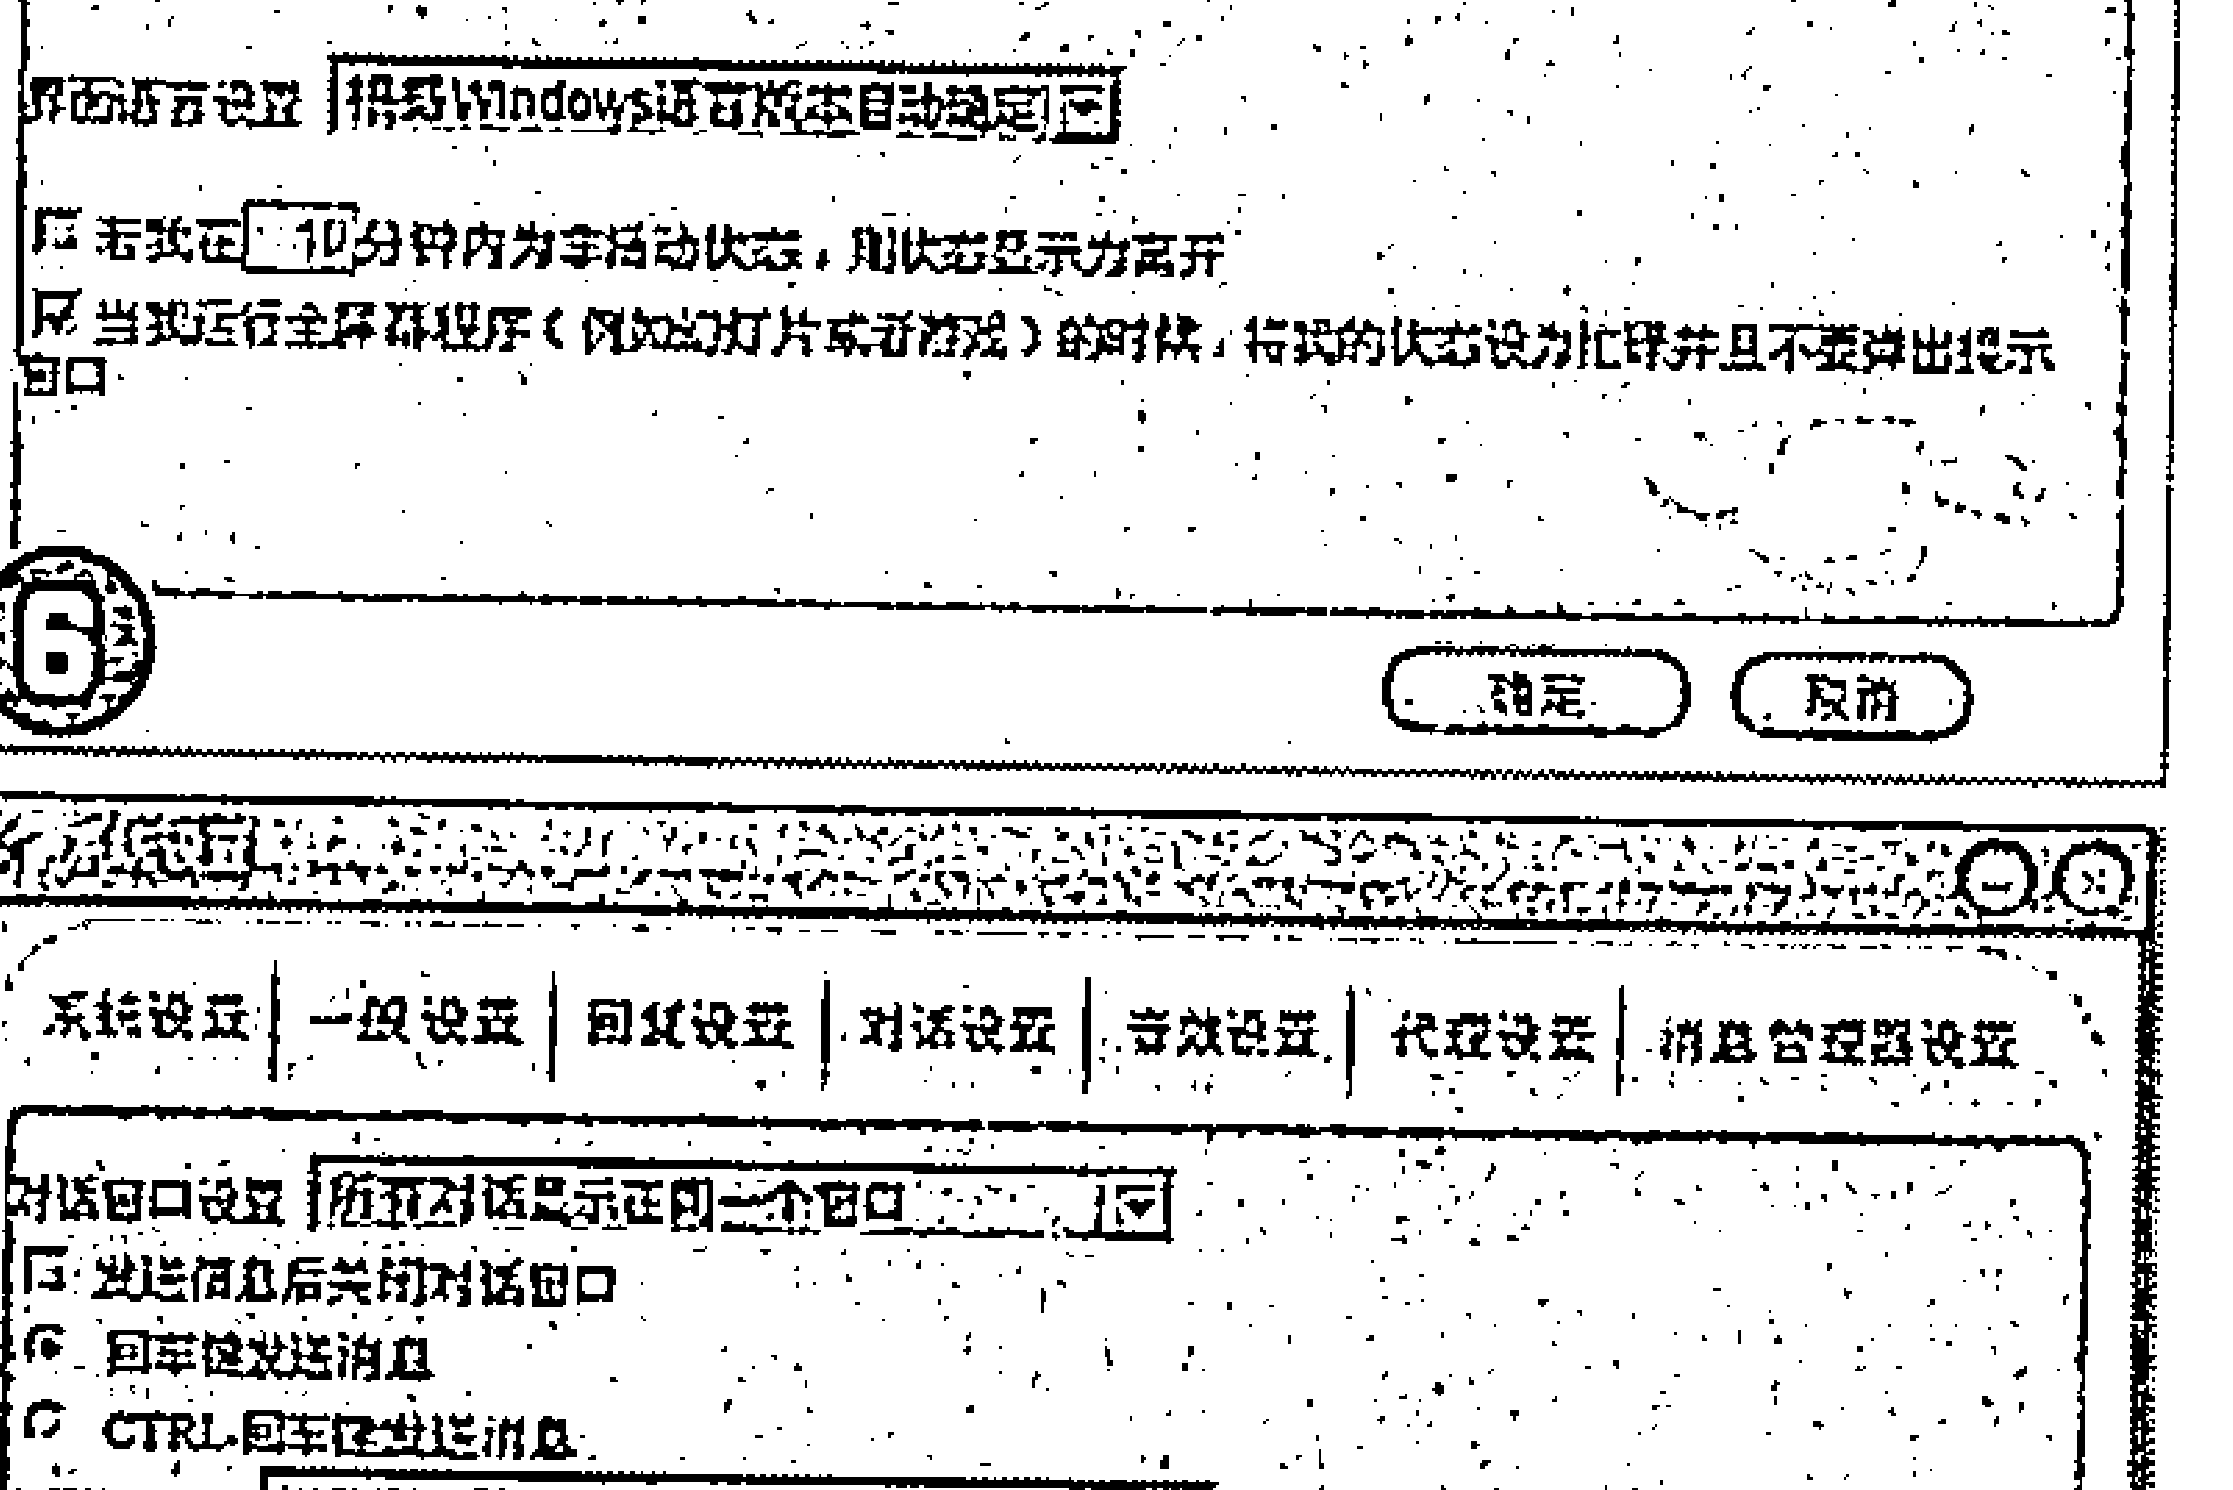 界面语言设置 根据Windows语言版本自动确定
若我在 10 分钟内为非活动状态，则状态显示为离开
当我运行全屏幕程序（例如幻灯片或者游戏）的时候，将我的状态设为忙碌并且不要弹出提示
窗口
6
确定 取消
系统设置 一般设置 回复设置 对话设置 音效设置 代理设置 消息管理器设置
对话窗口设置 所有对话显示在同一个窗口
发送信息后关闭对话窗口
回车键发送消息
CTRL-回车键发送消息